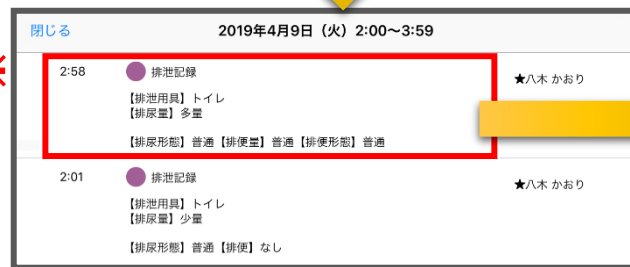 閉じる 2019年4月9日（火）2:00〜3:59
2:58 排泄記録 ★八木 かおり
【排泄用具】トイレ
【排尿量】多量
【排尿形態】普通【排便量】普通【排便形態】普通
2:01 排泄記録 ★八木 かおり
【排泄用具】トイレ
【排尿量】少量
【排尿形態】普通【排便】なし